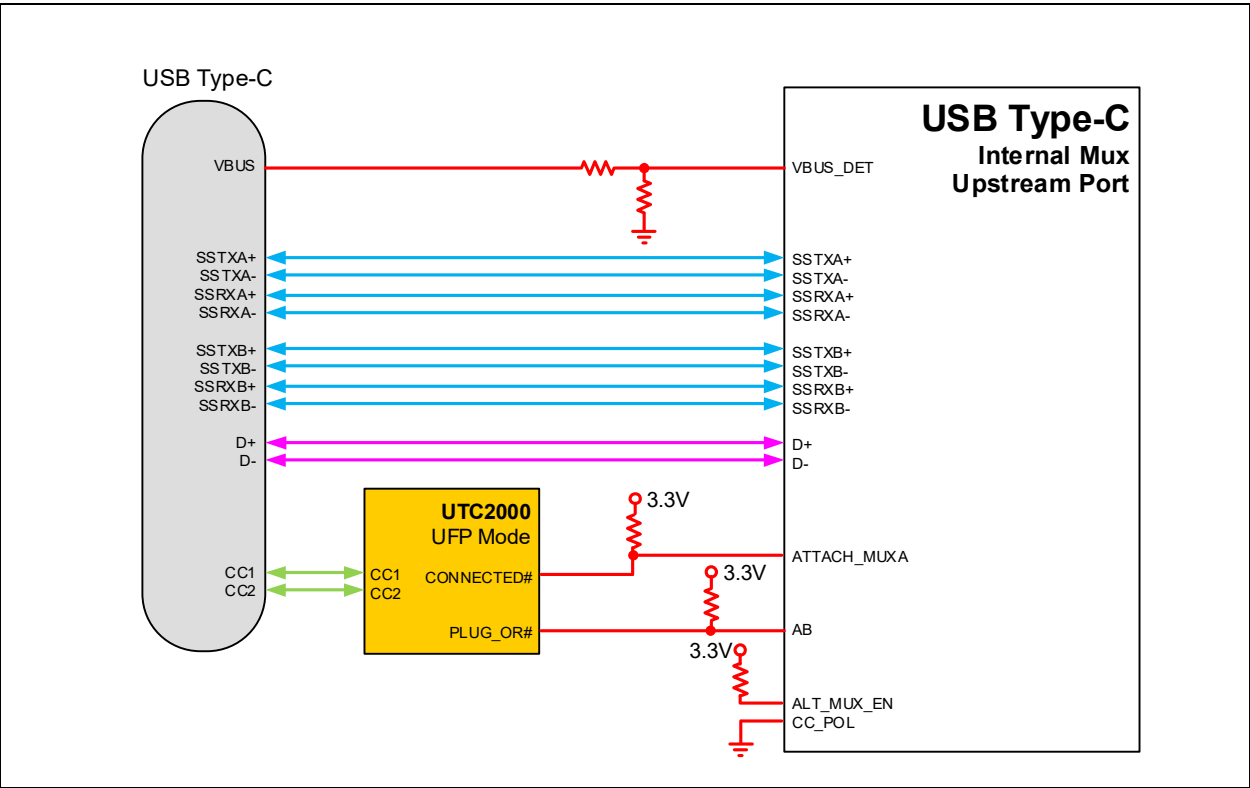 USB Type-C
VBUS
SSTXA+
SSTXA-
SSRXA+
SSRXA-
SSTXB+
SSTXB-
SSRXB+
SSRXB-
D+
D-
CC1
CC2
UTC2000
UFP Mode
CC1
CC2
CONNECTED#
PLUG_OR#
3.3V
3.3V
3.3V
USB Type-C
Internal Mux
Upstream Port
VBUS_DET
SSTXA+
SSTXA-
SSRXA+
SSRXA-
SSTXB+
SSTXB-
SSRXB+
SSRXB-
D+
D-
ATTACH_MUXA
AB
ALT_MUX_EN
CC_POL